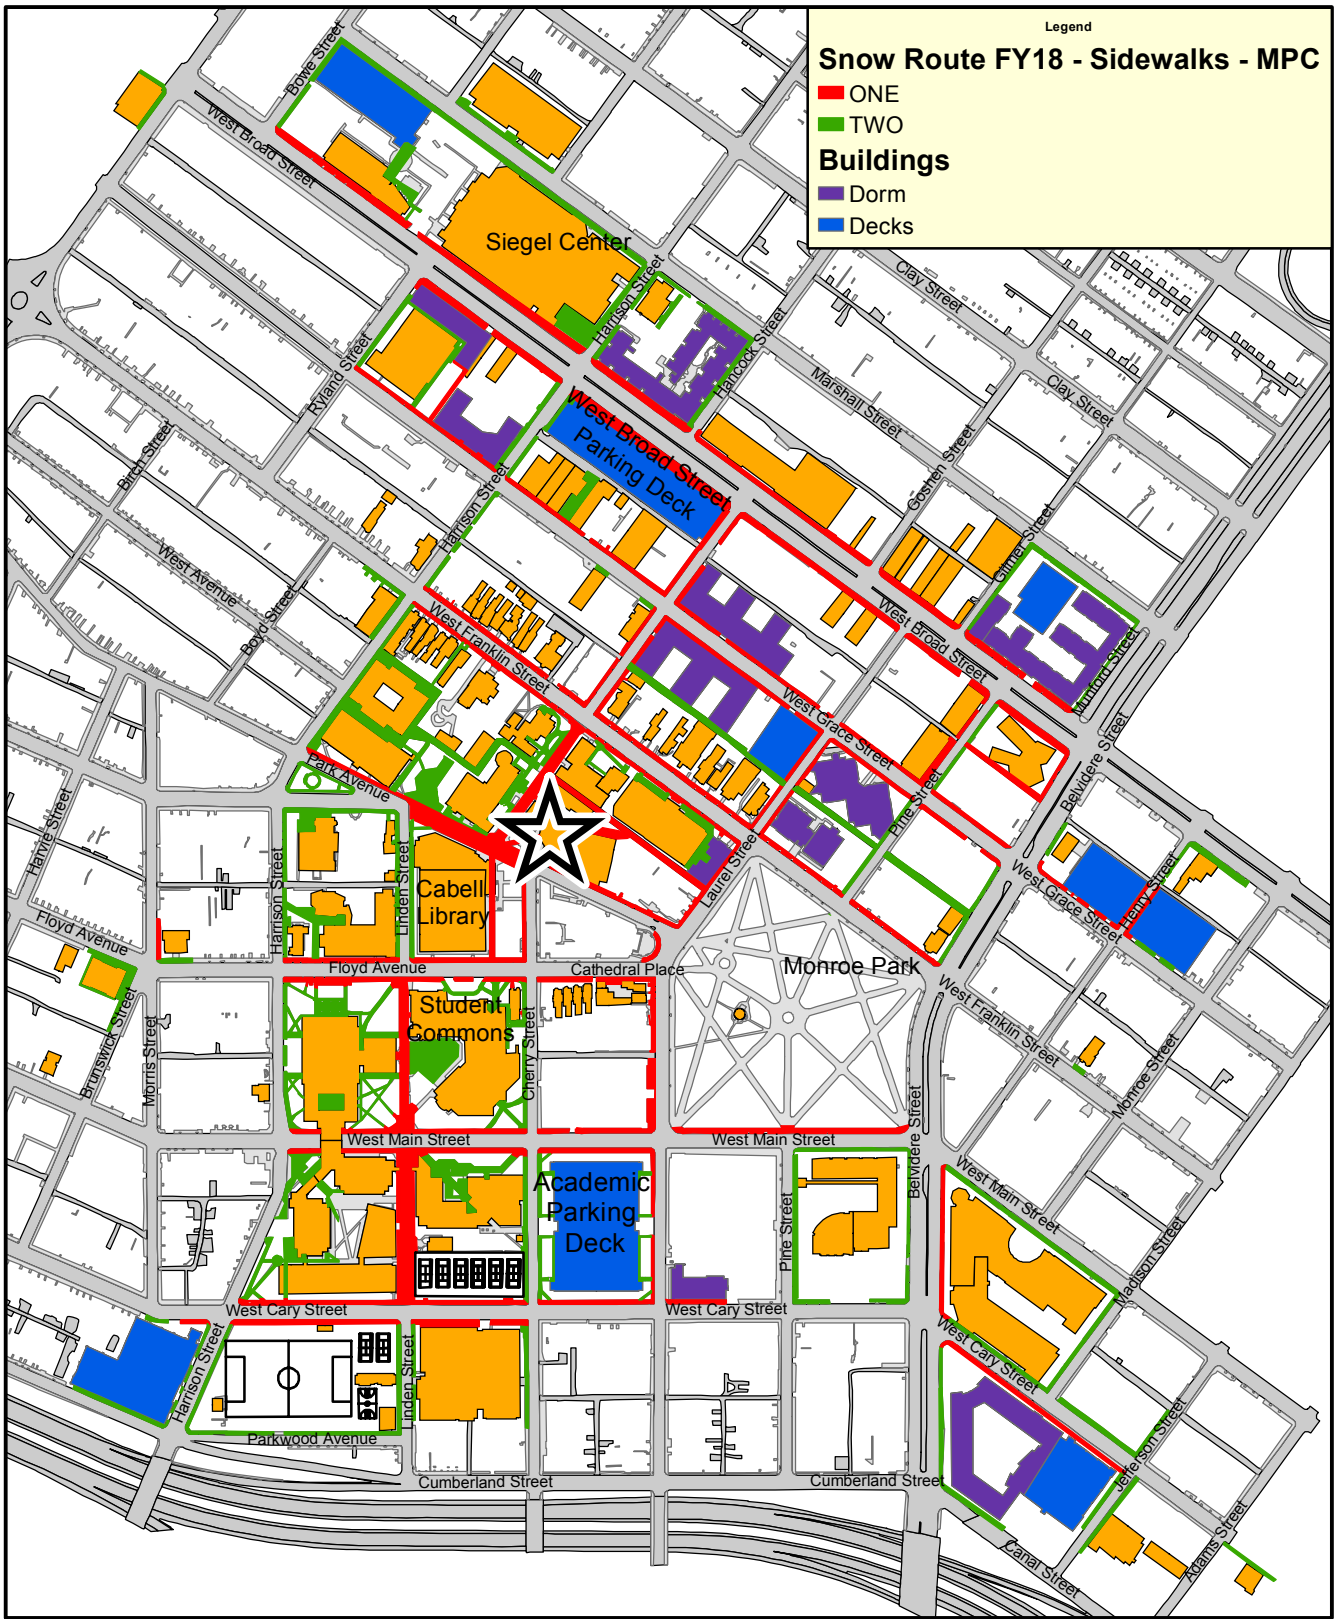 Legend
Snow Route FY18 - Sidewalks - MPC
ONE
TWO
Buildings
Dorm
Decks
Bowe Street
West Broad Street
Siegel Center
Harrison Street
Clay Street
Hancock Street
Marshall Street
Clay Street
Ryland Street
West Broad Street
Parking Deck
Goshen Street
Birch Street
Harrison Street
Gilmer Street
West Avenue
Boyd Street
West Franklin Street
West Broad Street
Munford Street
West Grace Street
Belvidere Street
Park Avenue
Pine Street
Harvie Street
Laurel Street
Harrison Street
Linden Street
Cabell
Library
West Grace Street
Henry Street
Floyd Avenue
Floyd Avenue
Cathedral Place
Monroe Park
West Franklin Street
Brunswick Street
Morris Street
Student
Commons
Cherry Street
Monroe Street
Belvidere Street
West Main Street
West Main Street
West Main Street
Academic
Parking
Deck
Pine Street
Madison Street
West Cary Street
West Cary Street
West Cary Street
Harrison Street
Linden Street
Parkwood Avenue
Cumberland Street
Cumberland Street
Jefferson Street
Canal Street
Adams Street